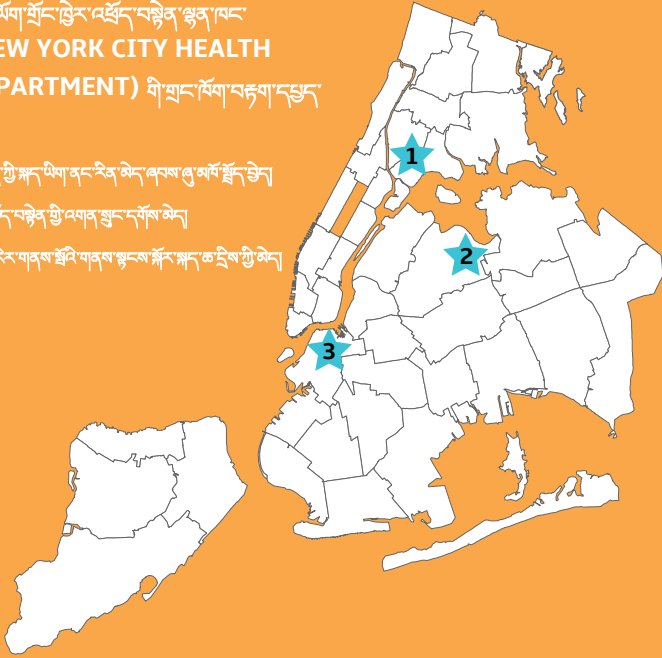 ཡོག་གྲོང་ཁྱེར་འཕྲོད་བསྟེན་ལྷན་ཁང་
EW YORK CITY HEALTH
PARTMENT) གི་གྲང་ཁོག་བརྟག་དཔྱད་
ཀྱི་སྐད་ཡིག་ནང་རིན་མེད་ཞབས་ཞུ་མཁོ་སྤྲོད་བྱེད།
བསྟེན་གྱི་འགན་སྲུང་དགོས་མེད།
གནས་སྡོའི་གནས་སྟངས་སྐོར་སྐད་ཆ་དྲིས་ཀྱི་མེད།
1
2
3